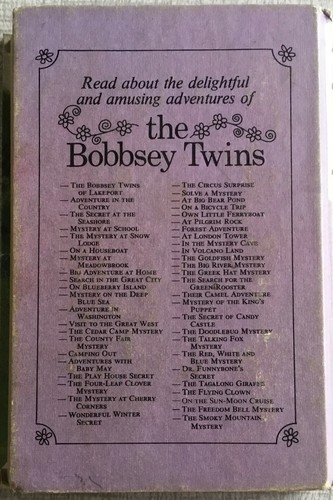 Read about the delightful
and amusing adventures of
the
Bobbsey Twins
— The Bobbsey Twins
of Lakeport
— Adventure in the
Country
— The Secret at the
Seashore
— Mystery at School
— The Mystery at Snow
Lodge
— On a Houseboat
— Mystery at
Meadowbrook
— Big Adventure at Home
— Search in the Great City
— On Blueberry Island
— Mystery on the Deep
Blue Sea
— Adventure in
Washington
— Visit to the Great West
— The Cedar Camp Mystery
— The County Fair
Mystery
— Camping Out
— Adventures with
Baby May
— The Play House Secret
— The Four-Leaf Clover
Mystery
— The Mystery at Cherry
Corners
— Wonderful Winter
Secret
— The Circus Surprise
— Solve a Mystery
— At Big Bear Pond
— On a Bicycle Trip
— Own Little Ferryboat
— At Pilgrim Rock
— Forest Adventure
— At London Tower
— In the Mystery Cave
— In Volcano Land
— The Goldfish Mystery
— The Big River Mystery
— The Greek Hat Mystery
— The Search for the
Green Rooster
— Their Camel Adventure
— Mystery of the King's
Puppet
— The Secret of Candy
Castle
— The Doodlebug Mystery
— The Talking Fox
Mystery
— The Red, White and
Blue Mystery
— Dr. Funnybone's
Secret
— The Tagalong Giraffe
— The Flying Clown
— On the Sun-Moon Cruise
— The Freedom Bell Mystery
— The Smoky Mountain
Mystery